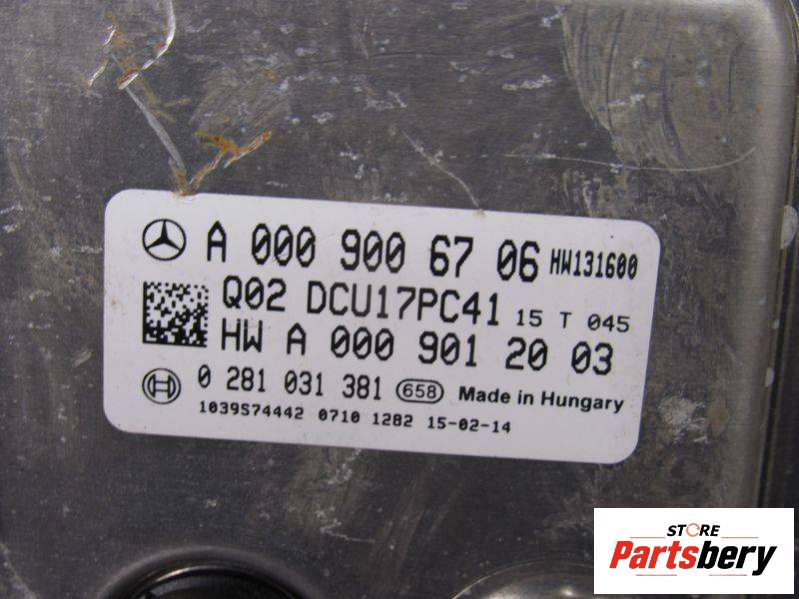 A 000 900 67 06 HW131600
Q02 DCU17PC41 15 T 045
HW A 000 901 20 03
0 281 031 381 658 Made in Hungary
1039S74442 0710 1282 15-02-14
STORE
Partsbery